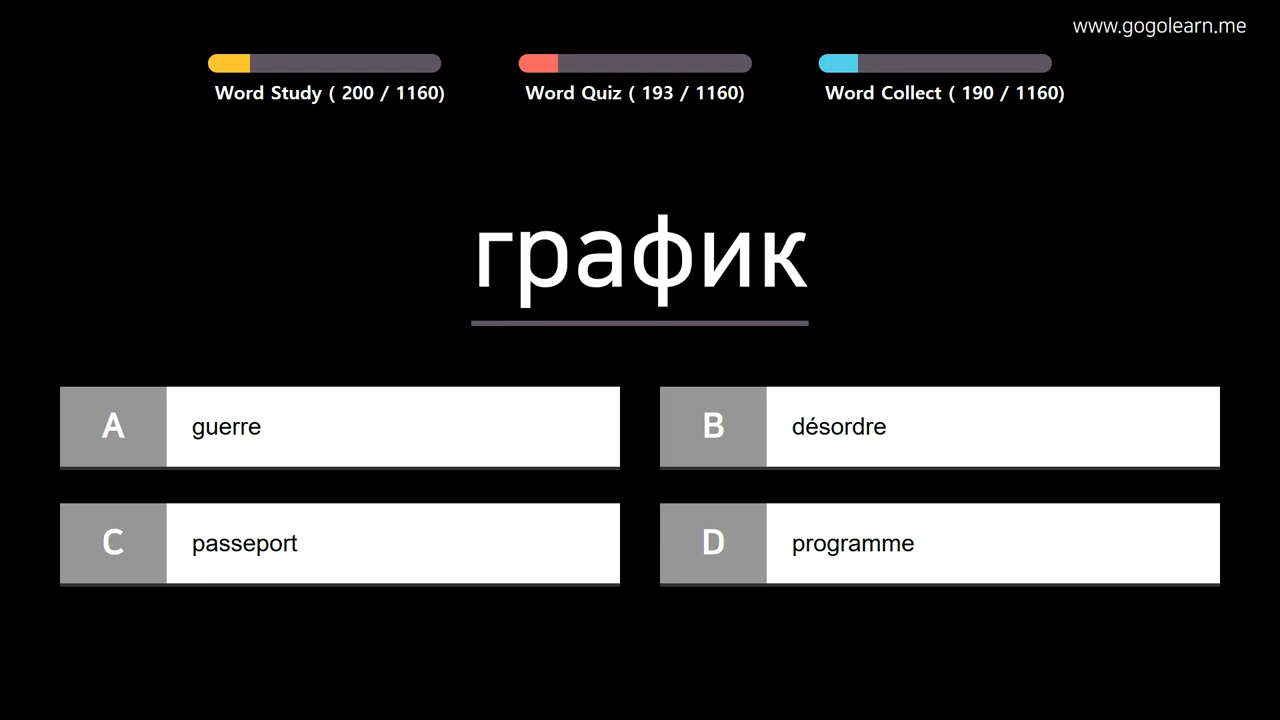 www.gogolearn.me
Word Study ( 200 / 1160)
Word Quiz ( 193 / 1160)
Word Collect ( 190 / 1160)
график
A guerre
B désordre
C passeport
D programme